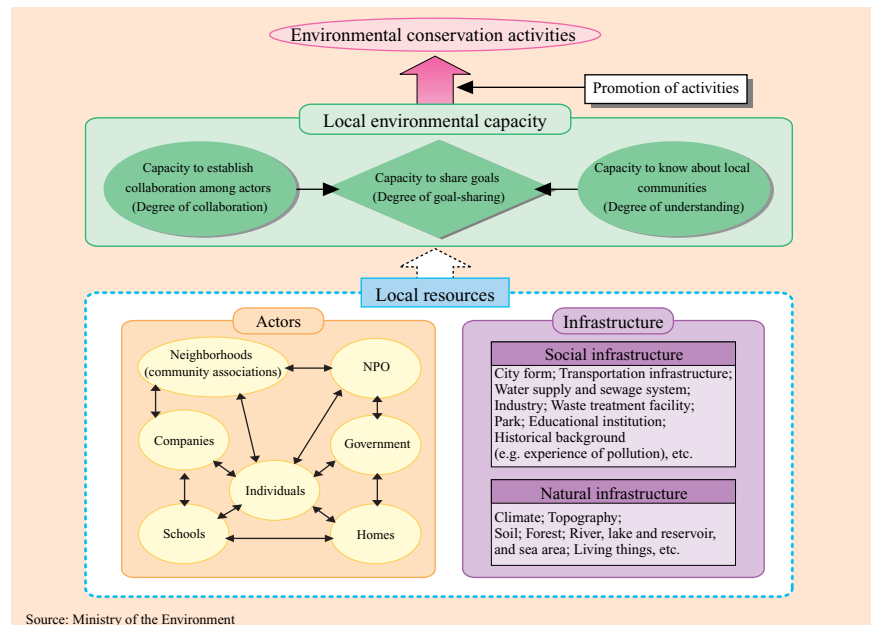 Environmental conservation activities
Promotion of activities
Local environmental capacity
Capacity to establish
collaboration among actors
(Degree of collaboration)
Capacity to share goals
(Degree of goal-sharing)
Capacity to know about local
communities
(Degree of understanding)
Local resources
Actors
Neighborhoods
(community associations)
NPO
Companies
Government
Individuals
Schools
Homes
Infrastructure
Social infrastructure
City form; Transportation infrastructure;
Water supply and sewage system;
Industry; Waste treatment facility;
Park; Educational institution;
Historical background
(e.g. experience of pollution), etc.
Natural infrastructure
Climate; Topography;
Soil; Forest; River, lake and reservoir,
and sea area; Living things, etc.
Source: Ministry of the Environment